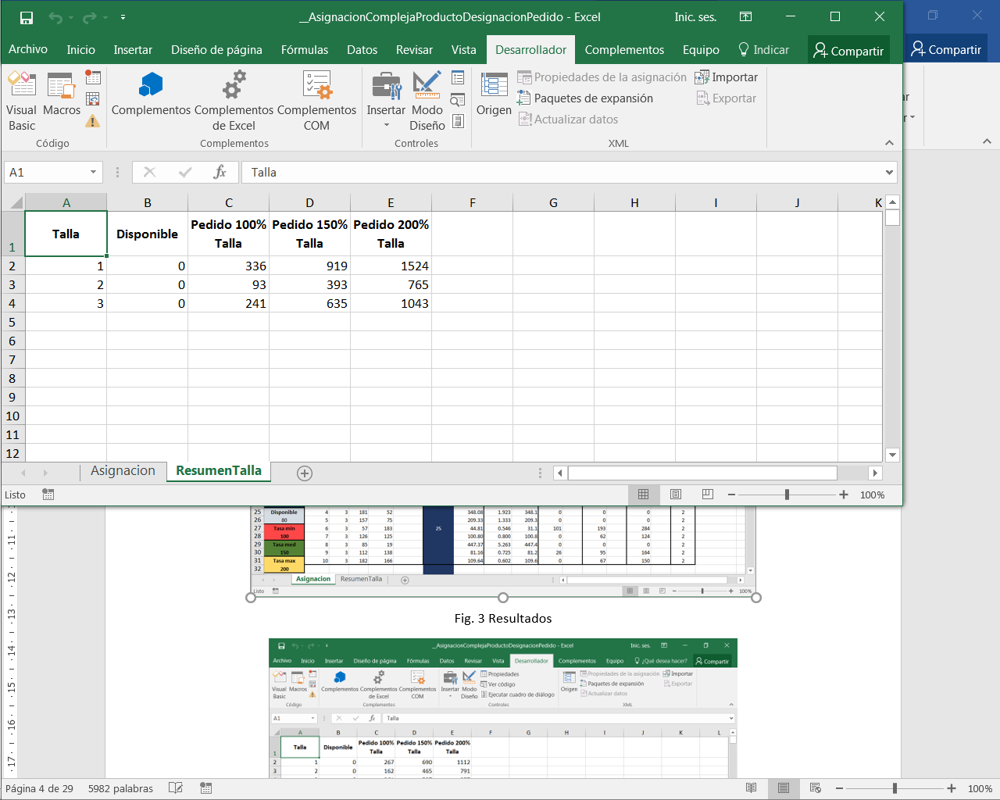 __AsignacionComplejaProductoDesignacionPedido - Excel
Inic. ses.
Archivo Inicio Insertar Diseño de página Fórmulas Datos Revisar Vista Desarrollador Complementos Equipo Indicar Compartir
Compartir
Visual Basic
Macros
Código
Complementos
Complementos de Excel
Complementos COM
Complementos
Insertar
Modo Diseño
Controles
Origen
Propiedades de la asignación
Paquetes de expansión
Actualizar datos
Importar
Exportar
XML
A1
fx
Talla
A B C D E F G H I J K
1 Talla Disponible Pedido 100% Talla Pedido 150% Talla Pedido 200% Talla
2 1 0 336 919 1524
3 2 0 93 393 765
4 3 0 241 635 1043
5
6
7
8
9
10
11
12
Asignacion ResumenTalla
Listo
100%
25 Disponible 4 3 181 52 348.08 1.923 348.1 0 0 0 2
26 80 5 3 157 75 209.33 1.333 209.3 0 0 0 2
27 Tasa min 6 3 57 183 25 44.81 0.546 31.1 101 193 284 2
28 100 7 3 126 125 100.80 0.800 100.8 0 62 124 2
29 Tasa med 8 3 85 19 447.37 5.263 447.4 0 0 0 2
30 150 9 3 112 138 81.16 0.725 81.2 26 95 164 2
31 Tasa max 10 3 182 166 109.64 0.602 109.6 0 67 150 2
32 200
Asignacion ResumenTalla
Listo
100%
Fig. 3 Resultados
__AsignacionComplejaProductoDesignacionPedido - Excel
Inic. ses.
Archivo Inicio Insertar Diseño de página Fórmulas Datos Revisar Vista Desarrollador Complementos Equipo ¿Qué desea hacer? Compartir
Visual Basic
Macros
Código
Complementos
Complementos de Excel
Complementos COM
Complementos
Insertar
Modo Diseño
Propiedades
Ver código
Ejecutar cuadro de diálogo
Controles
Origen
Propiedades de la asignación
Paquetes de expansión
Actualizar datos
Importar
Exportar
XML
A1
fx
Talla
A B C D E F G H I J K L
1 Talla Disponible Pedido 100% Talla Pedido 150% Talla Pedido 200% Talla
2 1 0 267 690 1112
3 2 0 162 465 791
11
12
13
14
15
16
17
Página 4 de 29
5982 palabras
100%